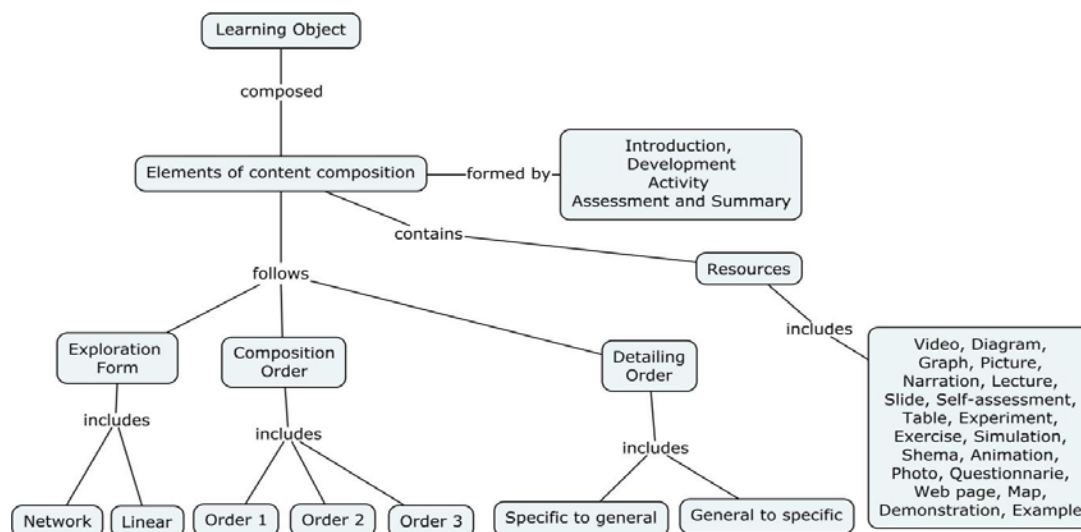 Learning Object
composed
Elements of content composition
formed by
Introduction,
Development
Activity
Assessment and Summary
contains
Resources
follows
includes
Exploration
Form
Composition
Order
Detailing
Order
Video, Diagram,
Graph, Picture,
Narration, Lecture,
Slide, Self-assessment,
Table, Experiment,
Exercise, Simulation,
Shema, Animation,
Photo, Questionnarie,
Web page, Map,
Demonstration, Example
includes
includes
includes
Network
Linear
Order 1
Order 2
Order 3
Specific to general
General to specific